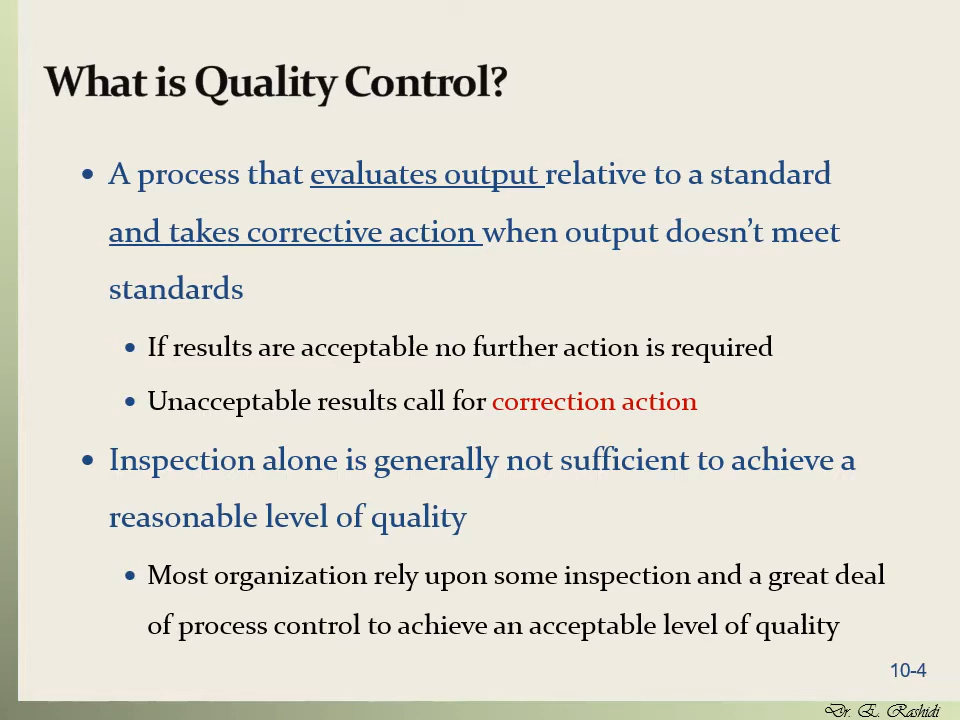 What is Quality Control?
• A process that evaluates output relative to a standard
and takes corrective action when output doesn’t meet
standards
• If results are acceptable no further action is required
• Unacceptable results call for correction action
• Inspection alone is generally not sufficient to achieve a
reasonable level of quality
• Most organization rely upon some inspection and a great deal
of process control to achieve an acceptable level of quality
10-4
Dr. E. Rashidi